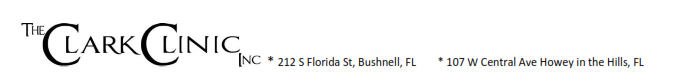 THE CLARK CLINIC INC * 212 S Florida St, Bushnell, FL * 107 W Central Ave Howey in the Hills, FL